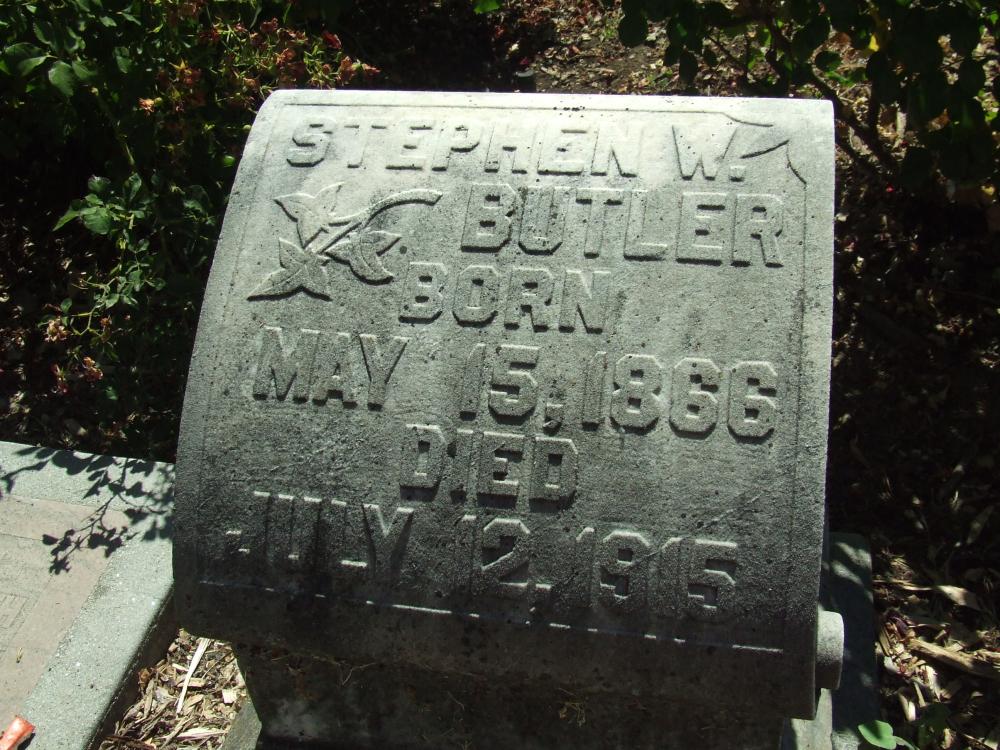 STEPHEN W.
BUTLER
BORN
MAY 15, 1866
DIED
JULY 12, 1915